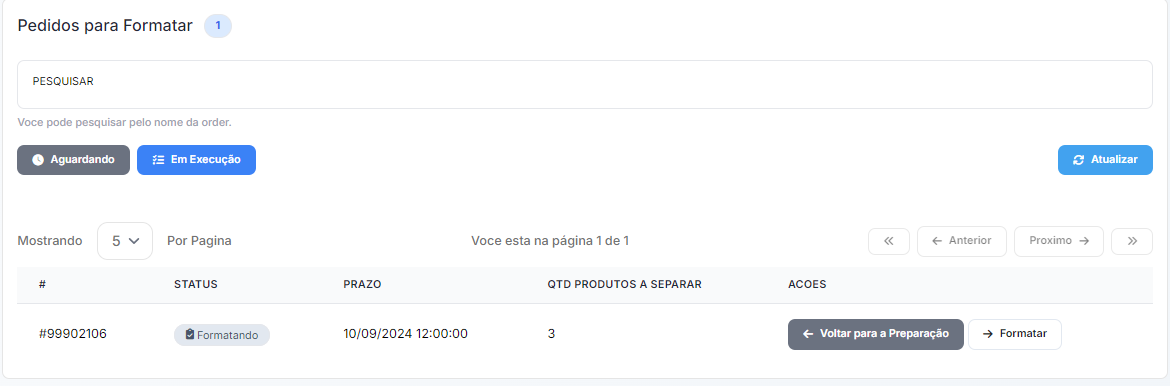 Pedidos para Formatar 1
PESQUISAR
Voce pode pesquisar pelo nome da order.
Aguardando Em Execução Atualizar
Mostrando 5 Por Pagina Voce esta na página 1 de 1 Anterior Proximo
# STATUS PRAZO QTD PRODUTOS A SEPARAR ACOES
#99902106 Formatando 10/09/2024 12:00:00 3 Voltar para a Preparação Formatar